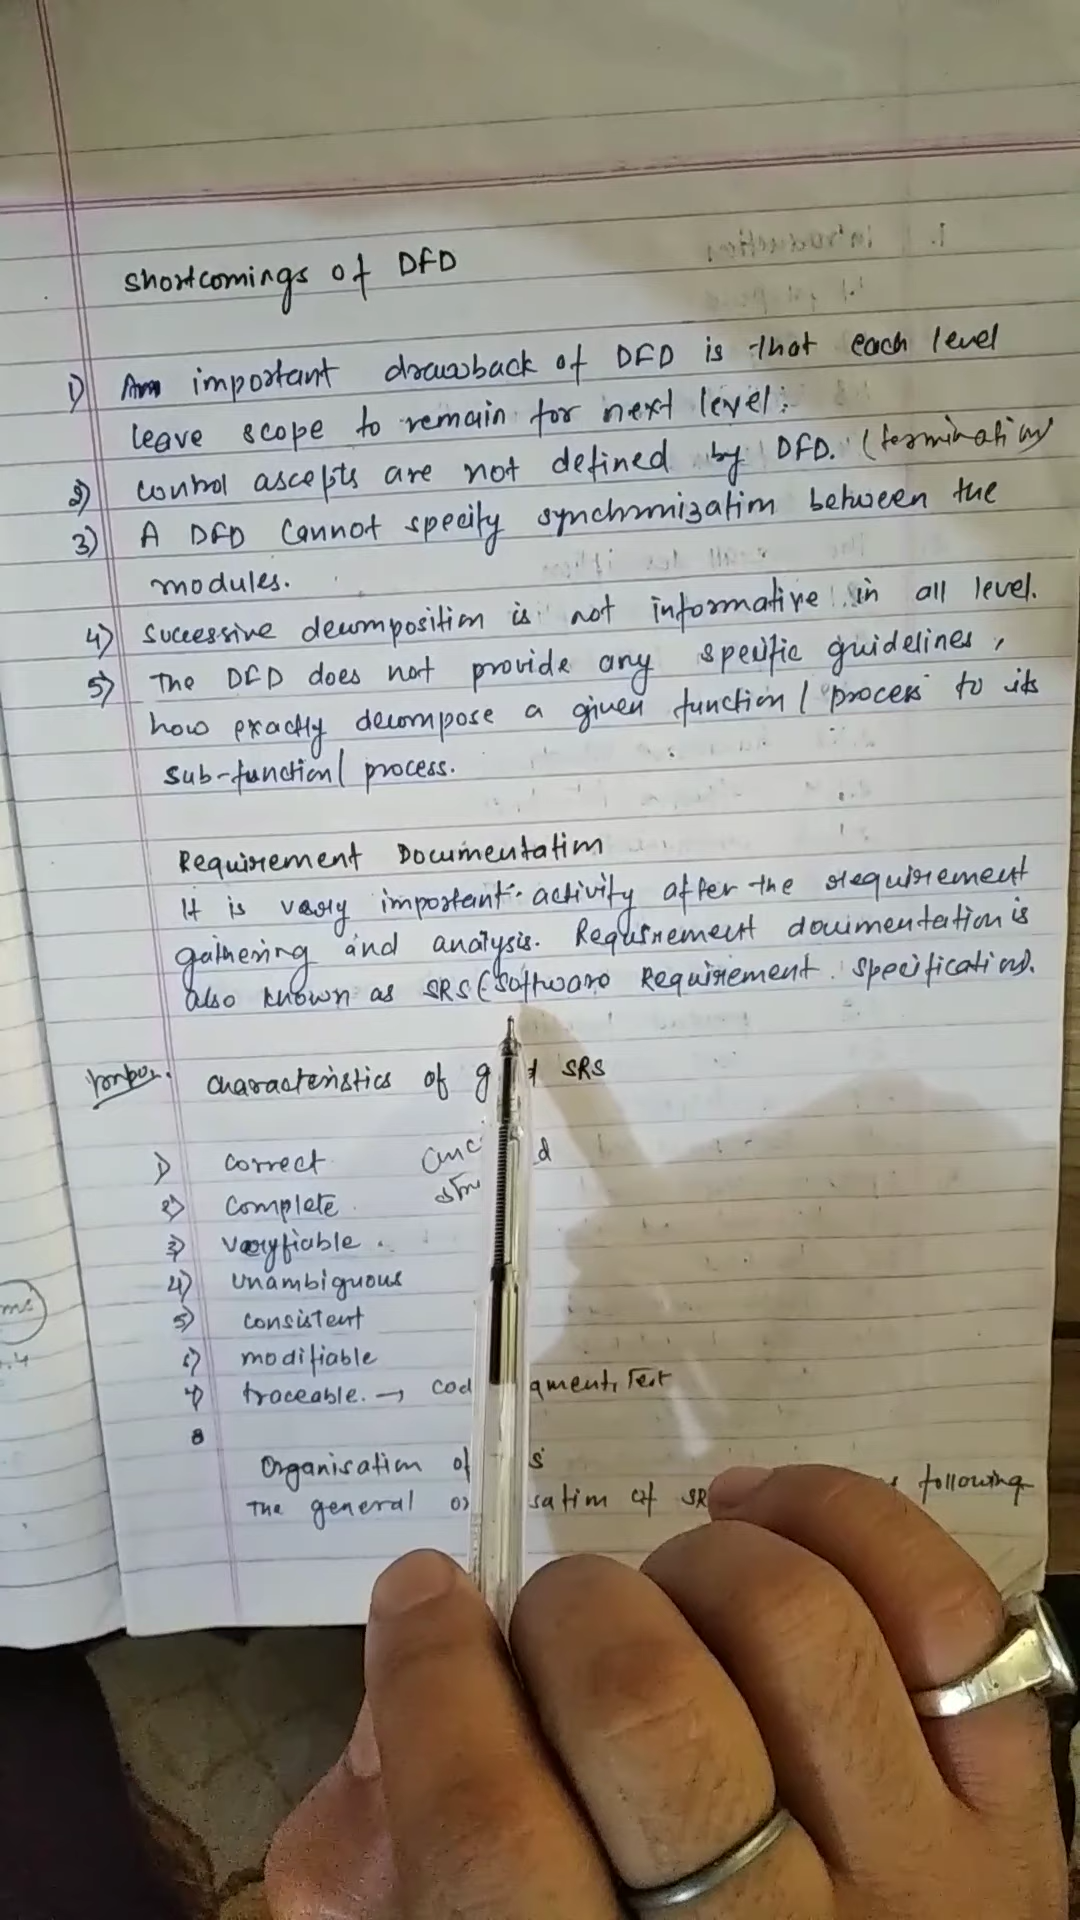 Shortcomings of DFD
1) An important drawback of DFD is that each level
leave scope to remain for next level.
2) control ascepts are not defined by DFD. (termination)
3) A DFD cannot specify synchronization between the
modules.
4) Successive decomposition is not informative in all level.
5) The DFD does not provide any specific guidelines,
how exactly decompose a given function/process to its
sub-function/process.
Requirement Documentation
It is very important activity after the requirement
gathering and analysis. Requirement documentation is
also known as SRS (Software Requirement Specification).
Impor. Characteristics of SRS
1) Correct
2) Complete
3) Veryfiable.
4) Unambiguous
5) consistent
6) modifiable
7) traceable. →
8
Organisation of
The general of SR following